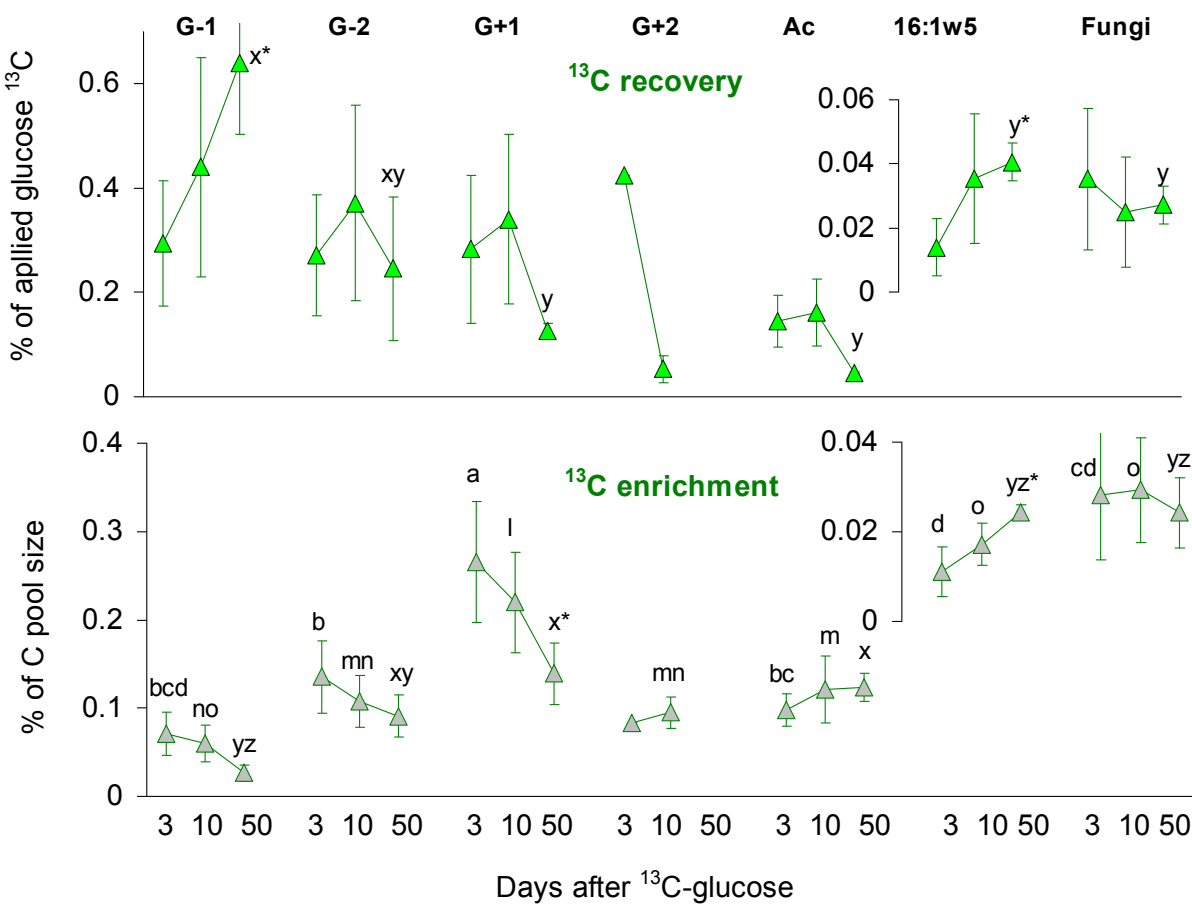 G-1 G-2 G+1 G+2 Ac 16:1w5 Fungi
¹³C recovery
% of apllied glucose ¹³C
0.6
0.4
0.2
0
x*
xy
y
y
0.06
0.04
0.02
0
y*
y
¹³C enrichment
% of C pool size
0.4
0.3
0.2
0.1
0
bcd
no
yz
b
mn
xy
a
l
x*
mn
bc
m
x
0.04
0.02
0
d
o
yz*
cd
o
yz
3 10 50 3 10 50 3 10 50 3 10 50 3 10 50 3 10 50 3 10 50
Days after ¹³C-glucose